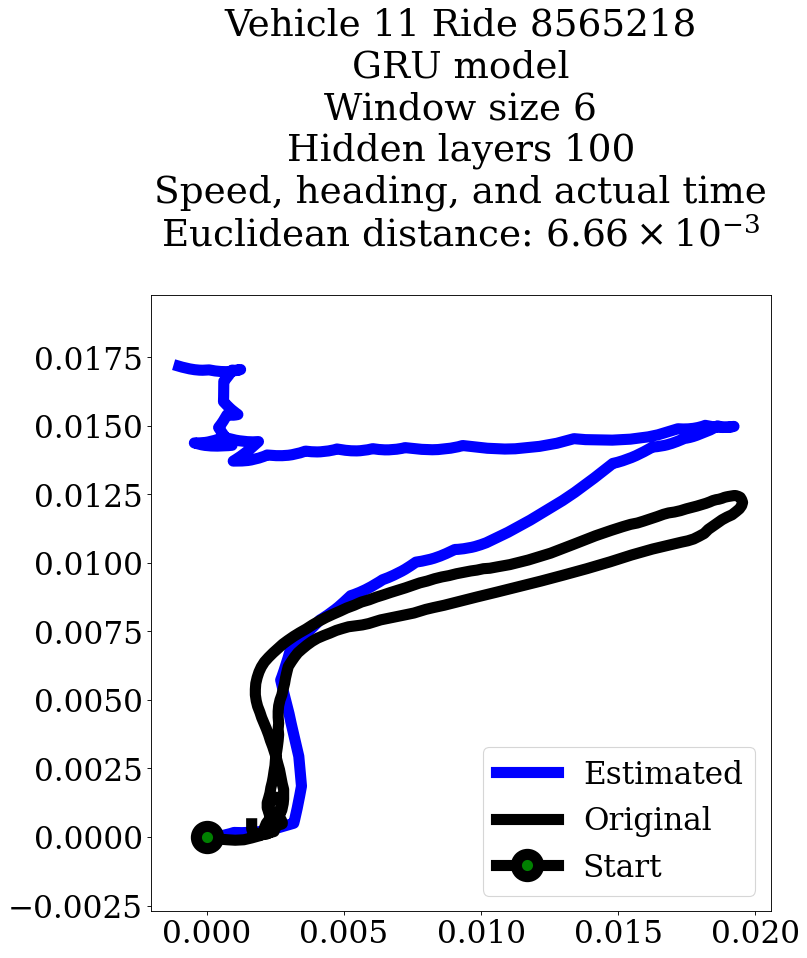 Vehicle 11 Ride 8565218
GRU model
Window size 6
Hidden layers 100
Speed, heading, and actual time
Euclidean distance: 6.66 × 10⁻³
0.0175
0.0150
0.0125
0.0100
0.0075
0.0050
0.0025
0.0000
−0.0025
Estimated
Original
Start
0.000 0.005 0.010 0.015 0.020